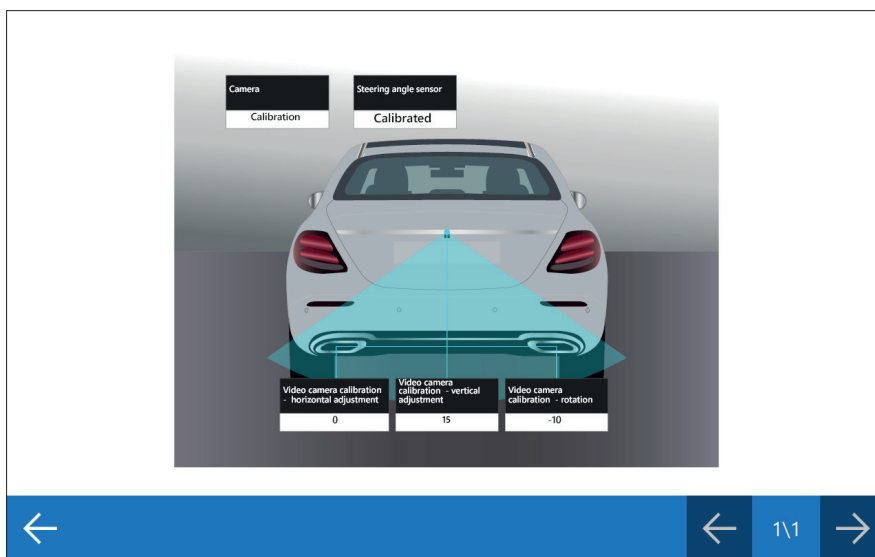 Camera
Calibration
Steering angle sensor
Calibrated
Video camera calibration
- horizontal adjustment
0
Video camera
calibration - vertical
adjustment
15
Video camera
calibration - rotation
-10
1\1